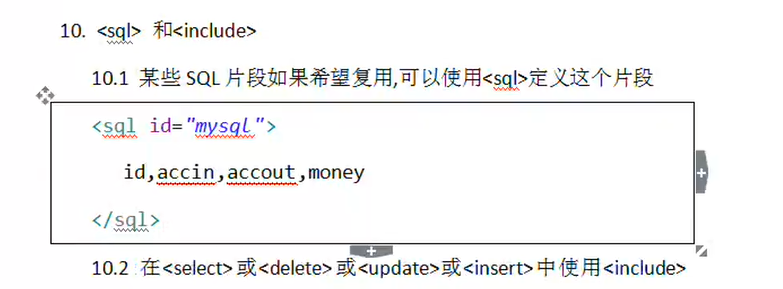 10. <sql> 和<include>
10.1 某些 SQL 片段如果希望复用,可以使用<sql>定义这个片段
<sql id="mysql">
id,accin,accout,money
</sql>
10.2 在<select>或<delete>或<update>或<insert>中使用<include>